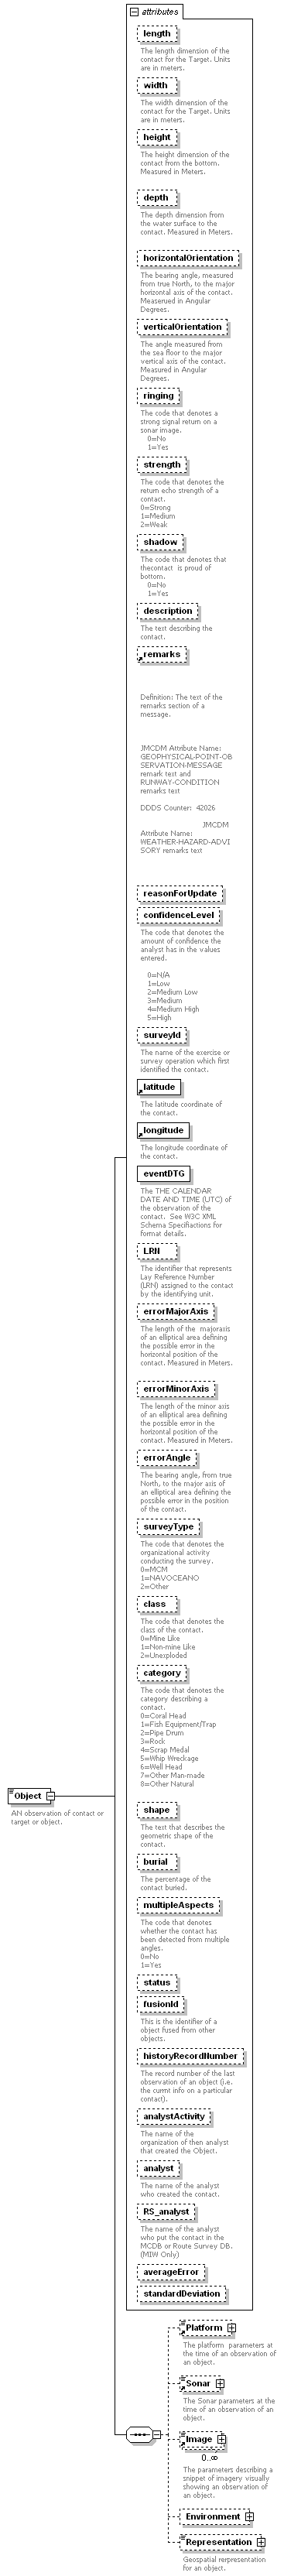 attributes
length
The length dimension of the
contact for the Target. Units
are in meters.
width
The width dimension of the
contact for the Target. Units
are in meters.
height
The height dimension of the
contact from the bottom.
Measured in Meters.
depth
The depth dimension from
the water surface to the
contact. Measured in Meters.
horizontalOrientation
The bearing angle, measured
from true North, to the major
horizontal axis of the contact.
Measerued in Angular
Degrees.
verticalOrientation
The angle measured from
the sea floor to the major
vertical axis of the contact.
Measured in Angular
Degrees.
ringing
The code that denotes a
strong signal return on a
sonar image.
0=No
1=Yes
strength
The code that denotes the
return echo strength of a
contact.
0=Strong
1=Medium
2=Weak
shadow
The code that denotes that
thecontact is proud of
bottom.
0=No
1=Yes
description
The text describing the
contact.
remarks
Definition: The text of the
remarks section of a
message.
JMCDM Attribute Name:
GEOPHYSICAL-POINT-OB
SERVATION-MESSAGE
remark text and
RUNWAY-CONDITION
remarks text
DDDS Counter: 42026
JMCDM
Attribute Name:
WEATHER-HAZARD-ADVI
SORY remarks text
reasonForUpdate
confidenceLevel
The code that denotes the
amount of confidence the
analyst has in the values
entered.
0=N/A
1=Low
2=Medium Low
3=Medium
4=Medium High
5=High
surveyId
The name of the exercise or
survey operation which first
identified the contact.
latitude
The latitude coordinate of
the contact.
longitude
The longitude coordinate of
the contact.
eventDTG
The THE CALENDAR
DATE AND TIME (UTC) of
the observation of the
contact. See W3C XML
Schema Specifiactions for
format details.
LRN
The identifier that represents
Lay Reference Number
(LRN) assigned to the contact
by the identifying unit.
errorMajorAxis
The length of the majoraxis
of an elliptical area defining
the possible error in the
horizontal position of the
contact. Measured in Meters.
errorMinorAxis
The length of the minor axis
of an elliptical area defining
the possible error in the
horizontal position of the
contact. Measured in Meters.
errorAngle
The bearing angle, from true
North, to the major axis of
an elliptical area defining the
possible error in the position
of the contact.
surveyType
The code that denotes the
organizational activity
conducting the survey.
0=MCM
1=NAVOCEANO
2=Other
class
The code that denotes the
class of the contact.
0=Mine Like
1=Non-mine Like
2=Unexploded
category
The code that denotes the
category describing a
contact.
0=Coral Head
1=Fish Equipment/Trap
2=Pipe Drum
3=Rock
4=Scrap Medal
5=Whip Wreckage
6=Well Head
7=Other Man-made
8=Other Natural
Object
AN observation of contact or
target or object.
shape
The text that describes the
geometric shape of the
contact.
burial
The percentage of the
contact buried.
multipleAspects
The code that denotes
whether the contact has
been detected from multiple
angles.
0=No
1=Yes
status
fusionId
This is the identifier of a
object fused from other
objects.
historyRecordNumber
The record number of the last
observation of an object (i.e.
the currnt info on a particular
contact).
analystActivity
The name of the
organization of then analyst
that created the Object.
analyst
The name of the analyst
who created the contact.
RS_analyst
The name of the analyst
who put the contact in the
MCDB or Route Survey DB.
(MIW Only)
averageError
standardDeviation
Platform
The platform parameters at
the time of an observation of
an object.
Sonar
The Sonar parameters at the
time of an observation of an
object.
Image
0..∞
The parameters describing a
snippet of imagery visually
showing an observation of
an object.
Environment
Representation
Geospatial rerpresentation
for an object.